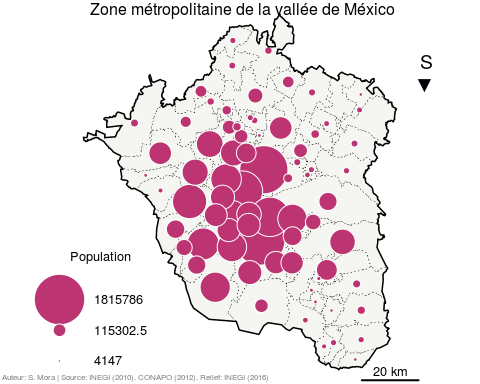 Zone métropolitaine de la vallée de México
S
Population
1815786
115302.5
4147
20 km
Auteur: S. Mora | Source: INEGI (2010), CONAPO (2012), Relief: INEGI (2016)